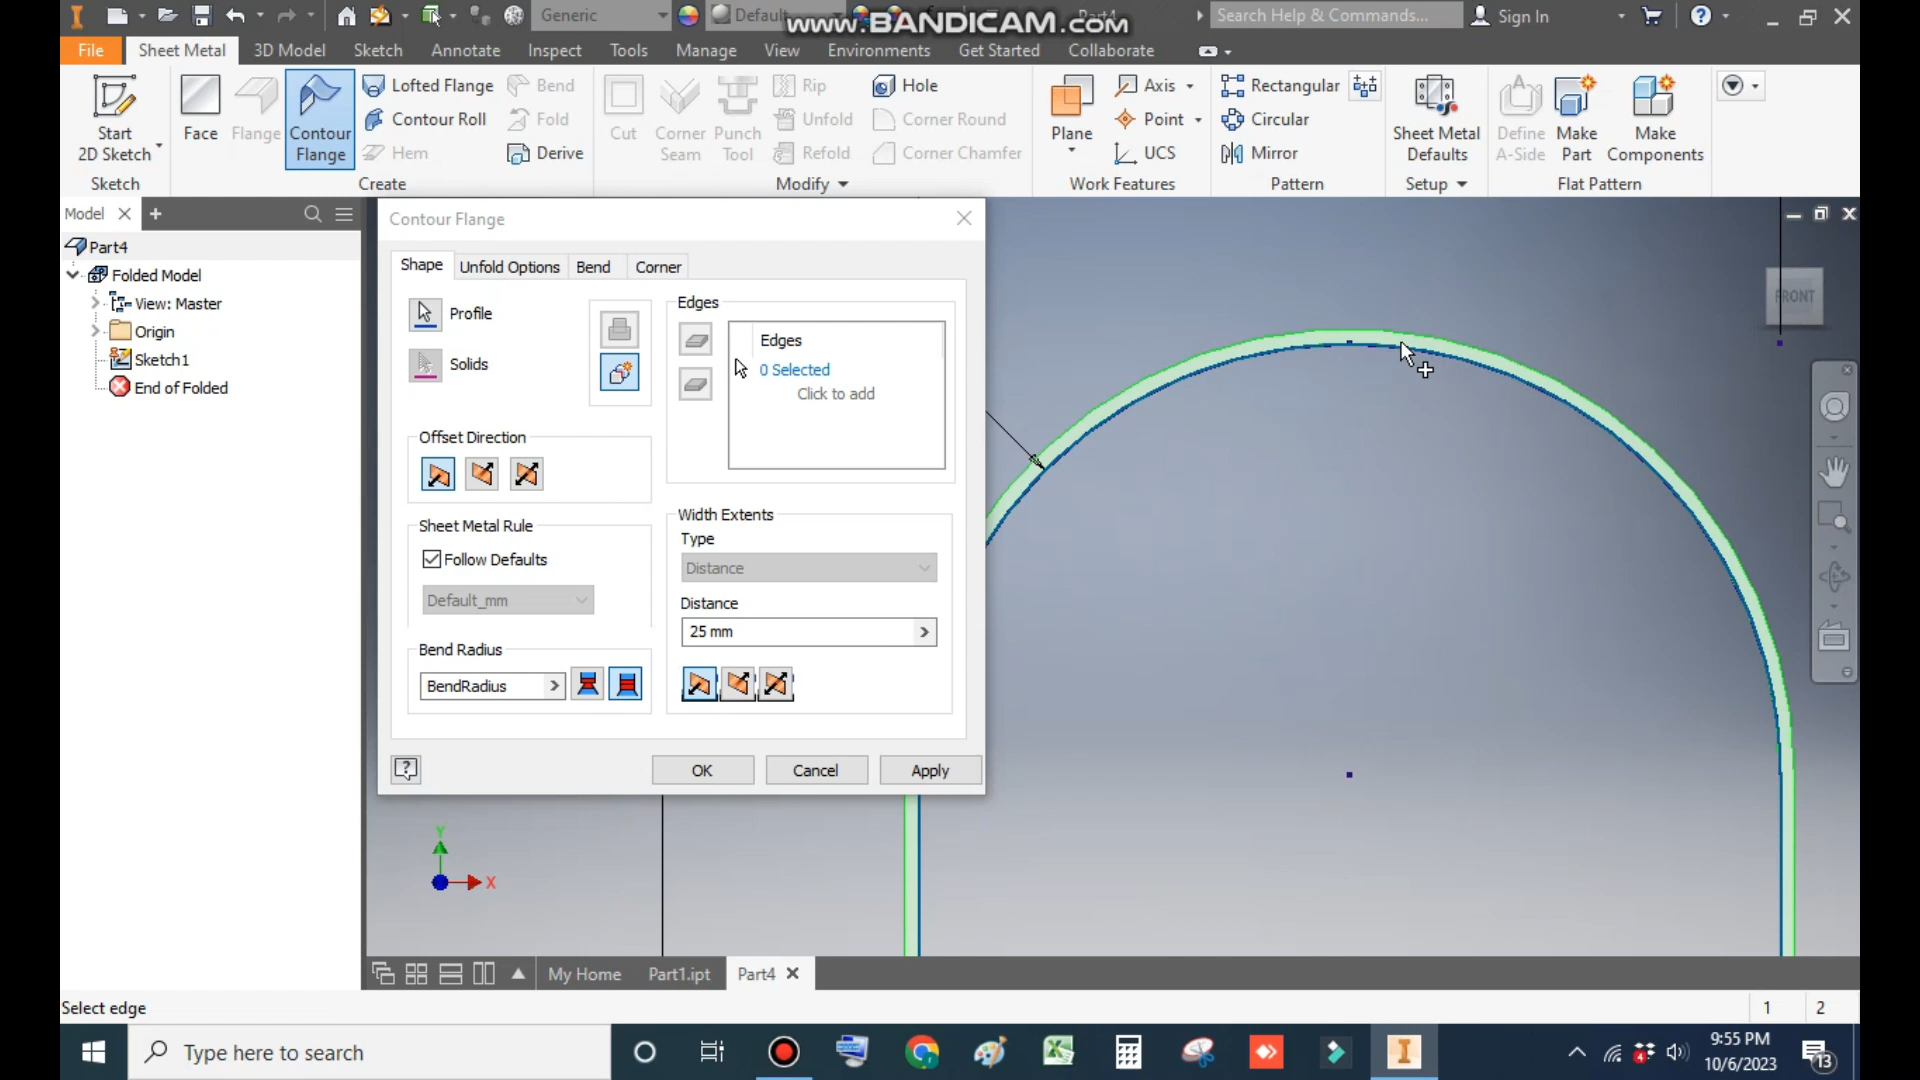 Generic
Default
www.BANDICAM.com
Search Help & Commands...
Sign In
File
Sheet Metal
3D Model
Sketch
Annotate
Inspect
Tools
Manage
View
Environments
Get Started
Collaborate
Start
2D Sketch
Face
Flange
Contour
Flange
Lofted Flange
Contour Roll
Hem
Bend
Fold
Derive
Cut
Corner
Seam
Punch
Tool
Rip
Unfold
Refold
Hole
Corner Round
Corner Chamfer
Plane
Axis
Point
UCS
Rectangular
Circular
Mirror
Sheet Metal
Defaults
Define
A-Side
Make
Part
Make
Components
Sketch
Create
Modify
Work Features
Pattern
Setup
Flat Pattern
Model
Part4
Folded Model
View: Master
Origin
Sketch1
End of Folded
Contour Flange
Shape
Unfold Options
Bend
Corner
Profile
Solids
Edges
Edges
0 Selected
Click to add
Offset Direction
Sheet Metal Rule
Follow Defaults
Default_mm
Bend Radius
BendRadius
Width Extents
Type
Distance
Distance
25 mm
OK
Cancel
Apply
FRONT
Y
X
My Home
Part1.ipt
Part4
Select edge
1
2
Type here to search
9:55 PM
10/6/2023
4
13